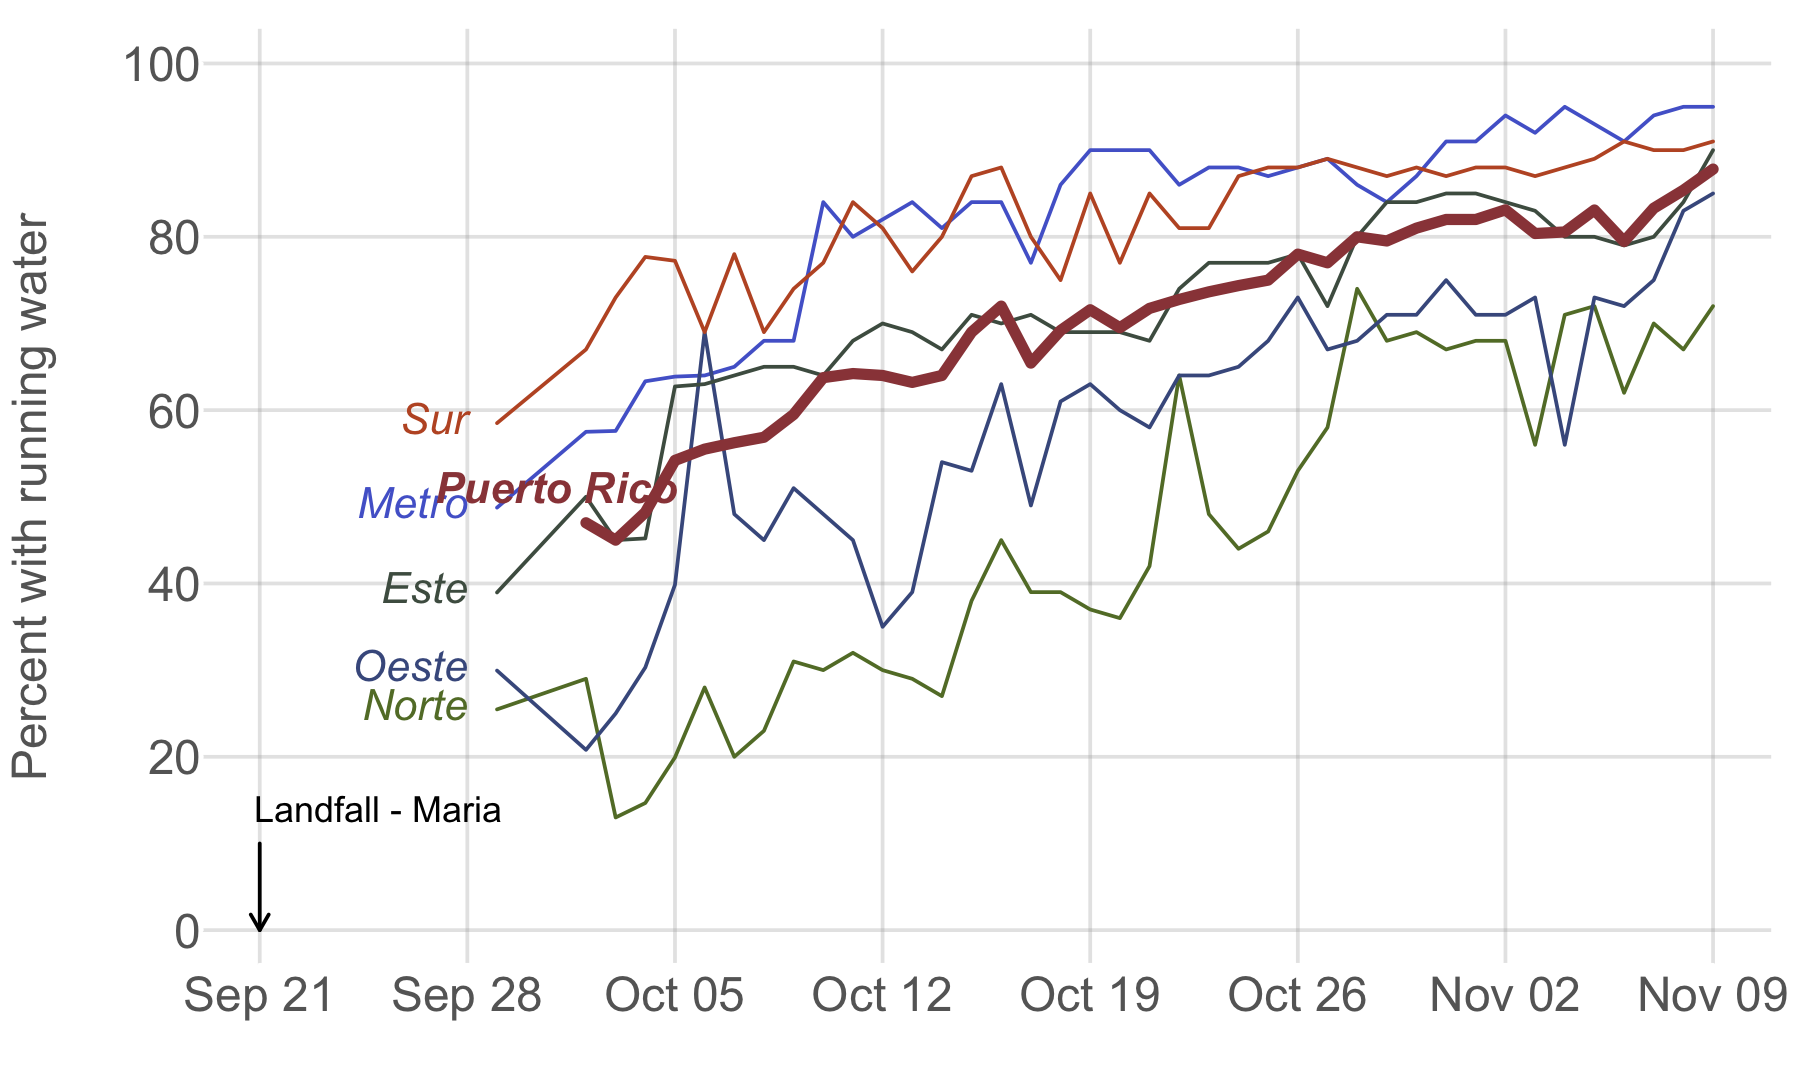 Percent with running water
100
80
60
40
20
0
Sur
Puerto Rico
Metro
Este
Oeste
Norte
Landfall - Maria
Sep 21 Sep 28 Oct 05 Oct 12 Oct 19 Oct 26 Nov 02 Nov 09